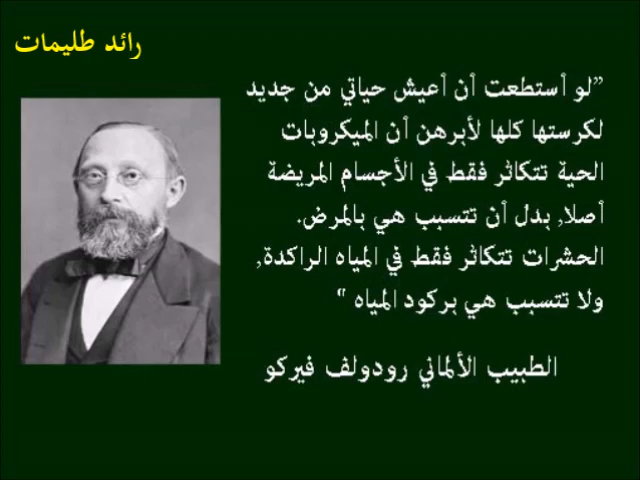 رائد طليمات
”لو أستطعت أن أعيش حياتي من جديد
لكرستها كلها لأبرهن أن الميكروبات
الحية تتكاثر فقط في الأجسام المريضة
أصلا, بدل أن تتسبب هي بالمرض.
الحشرات تتكاثر فقط في المياه الراكدة,
ولا تتسبب هي بركود المياه "
الطبيب الألماني رودولف فيركو